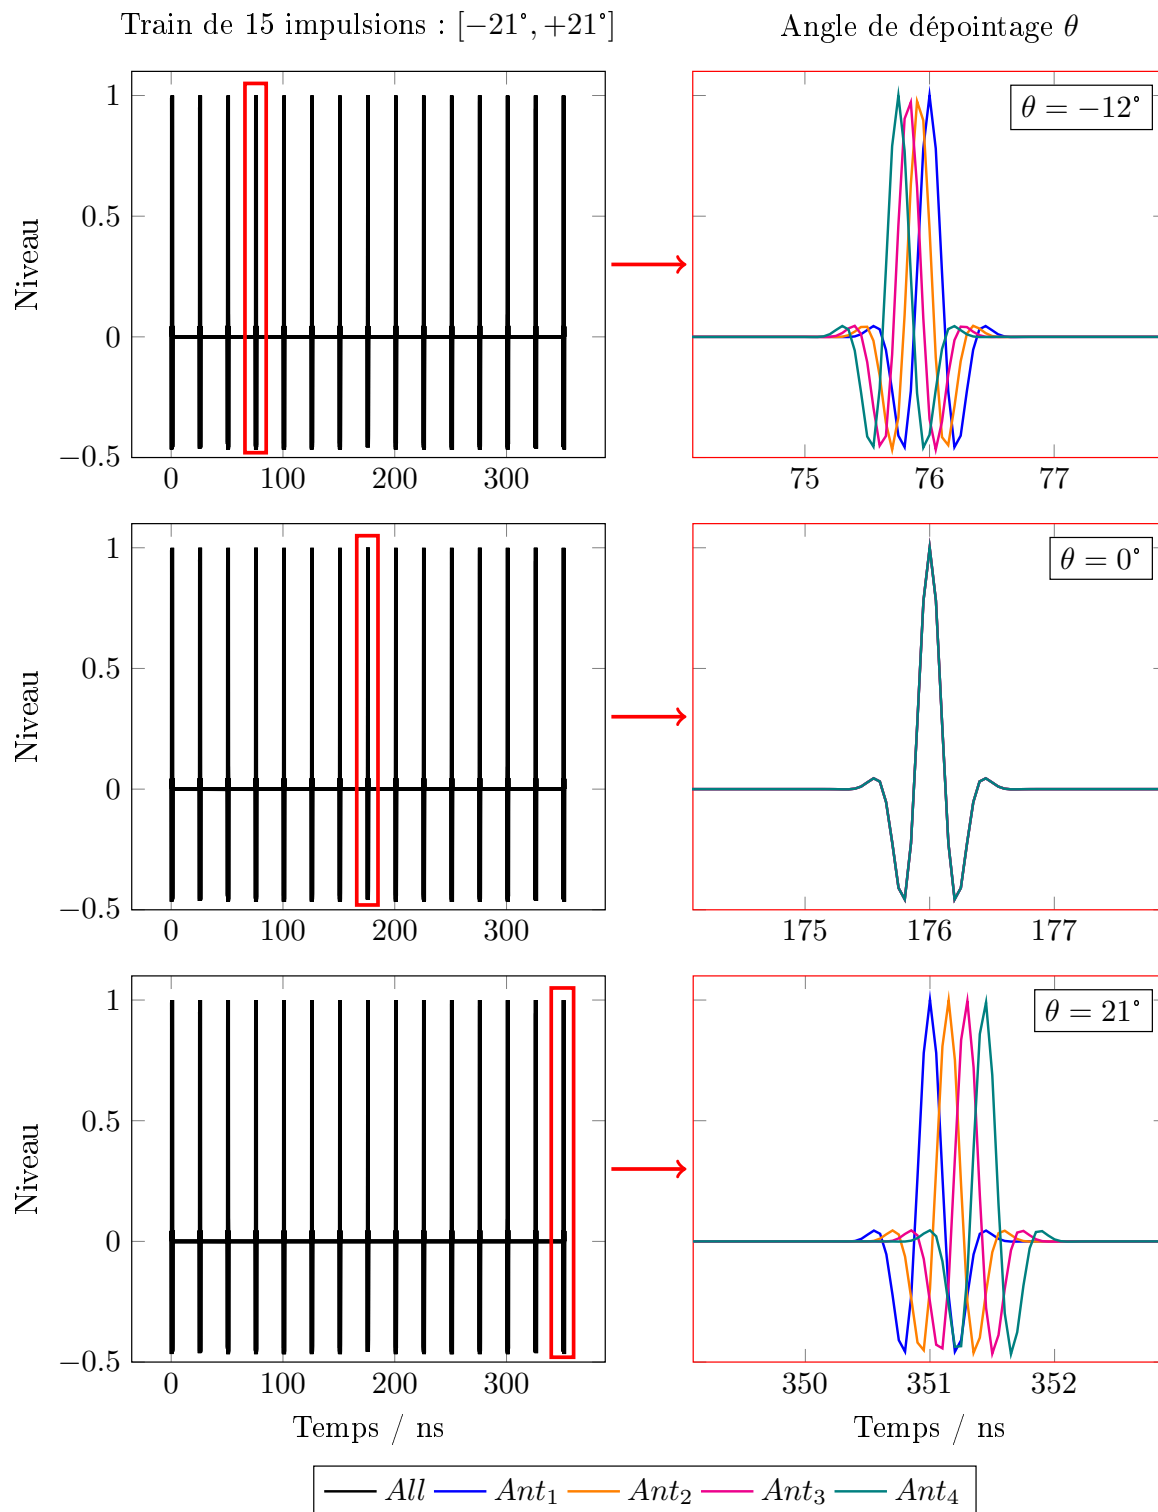 Train de 15 impulsions : [−21°, +21°]
Angle de dépointage θ
Niveau
1
0.5
0
−0.5
0 100 200 300
θ = −12°
75 76 77
Niveau
1
0.5
0
−0.5
0 100 200 300
θ = 0°
175 176 177
Niveau
1
0.5
0
−0.5
0 100 200 300
Temps / ns
θ = 21°
350 351 352
Temps / ns
All Ant₁ Ant₂ Ant₃ Ant₄